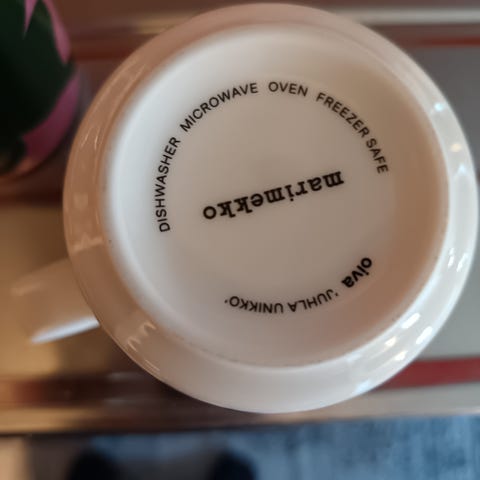 DISHWASHER MICROWAVE OVEN FREEZER SAFE
marimekko
oiva 'JUHLA UNIKKO'